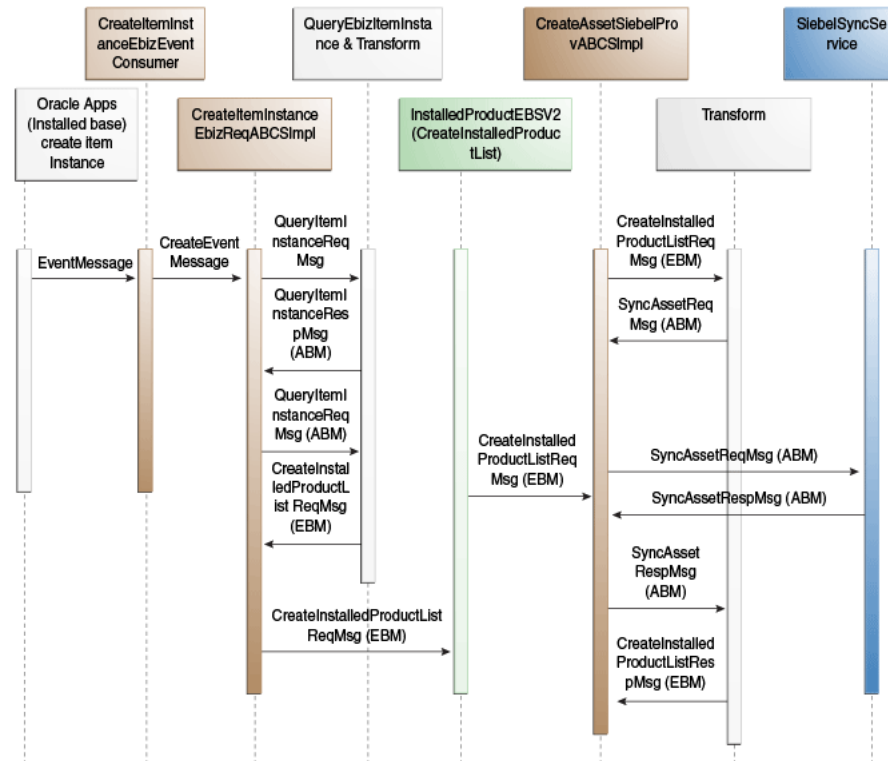 CreateItemInst
anceEbizEvent
Consumer
QueryEbizItemInsta
nce & Transform
CreateAssetSiebelPro
vABCSImpl
SiebelSyncSe
rvice
Oracle Apps
(Installed base)
create item
Instance
CreateItemInstance
EbizReqABCSImpl
InstalledProductEBSV2
(CreateInstalledProduc
tList)
Transform
EventMessage
CreateEvent
Message
QueryItemI
nstanceReq
Msg
QueryItemI
nstanceRes
pMsg
(ABM)
QueryItemI
nstanceReq
Msg (ABM)
CreateInsta
lledProductL
ist ReqMsg
(EBM)
CreateInstalledProductList
ReqMsg (EBM)
CreateInstalled
ProductListReq
Msg (EBM)
CreateInstalled
ProductListReq
Msg (EBM)
SyncAssetReq
Msg (ABM)
SyncAssetReqMsg (ABM)
SyncAssetRespMsg (ABM)
SyncAsset
RespMsg
(ABM)
CreateInstalled
ProductListRes
pMsg (EBM)